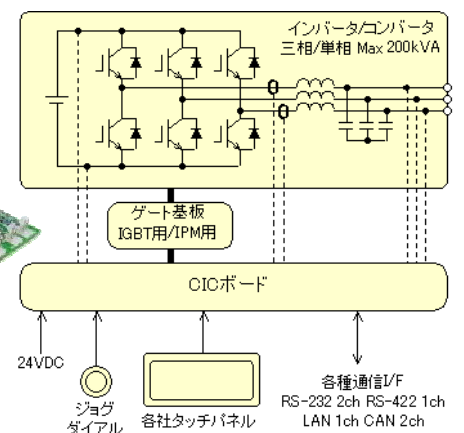 インバータ/コンバータ
三相/単相 Max 200kVA
ゲート基板
IGBT用/IPM用
CICボード
24VDC
ジョグ
ダイアル
各社タッチパネル
各種通信I/F
RS-232 2ch RS-422 1ch
LAN 1ch CAN 2ch